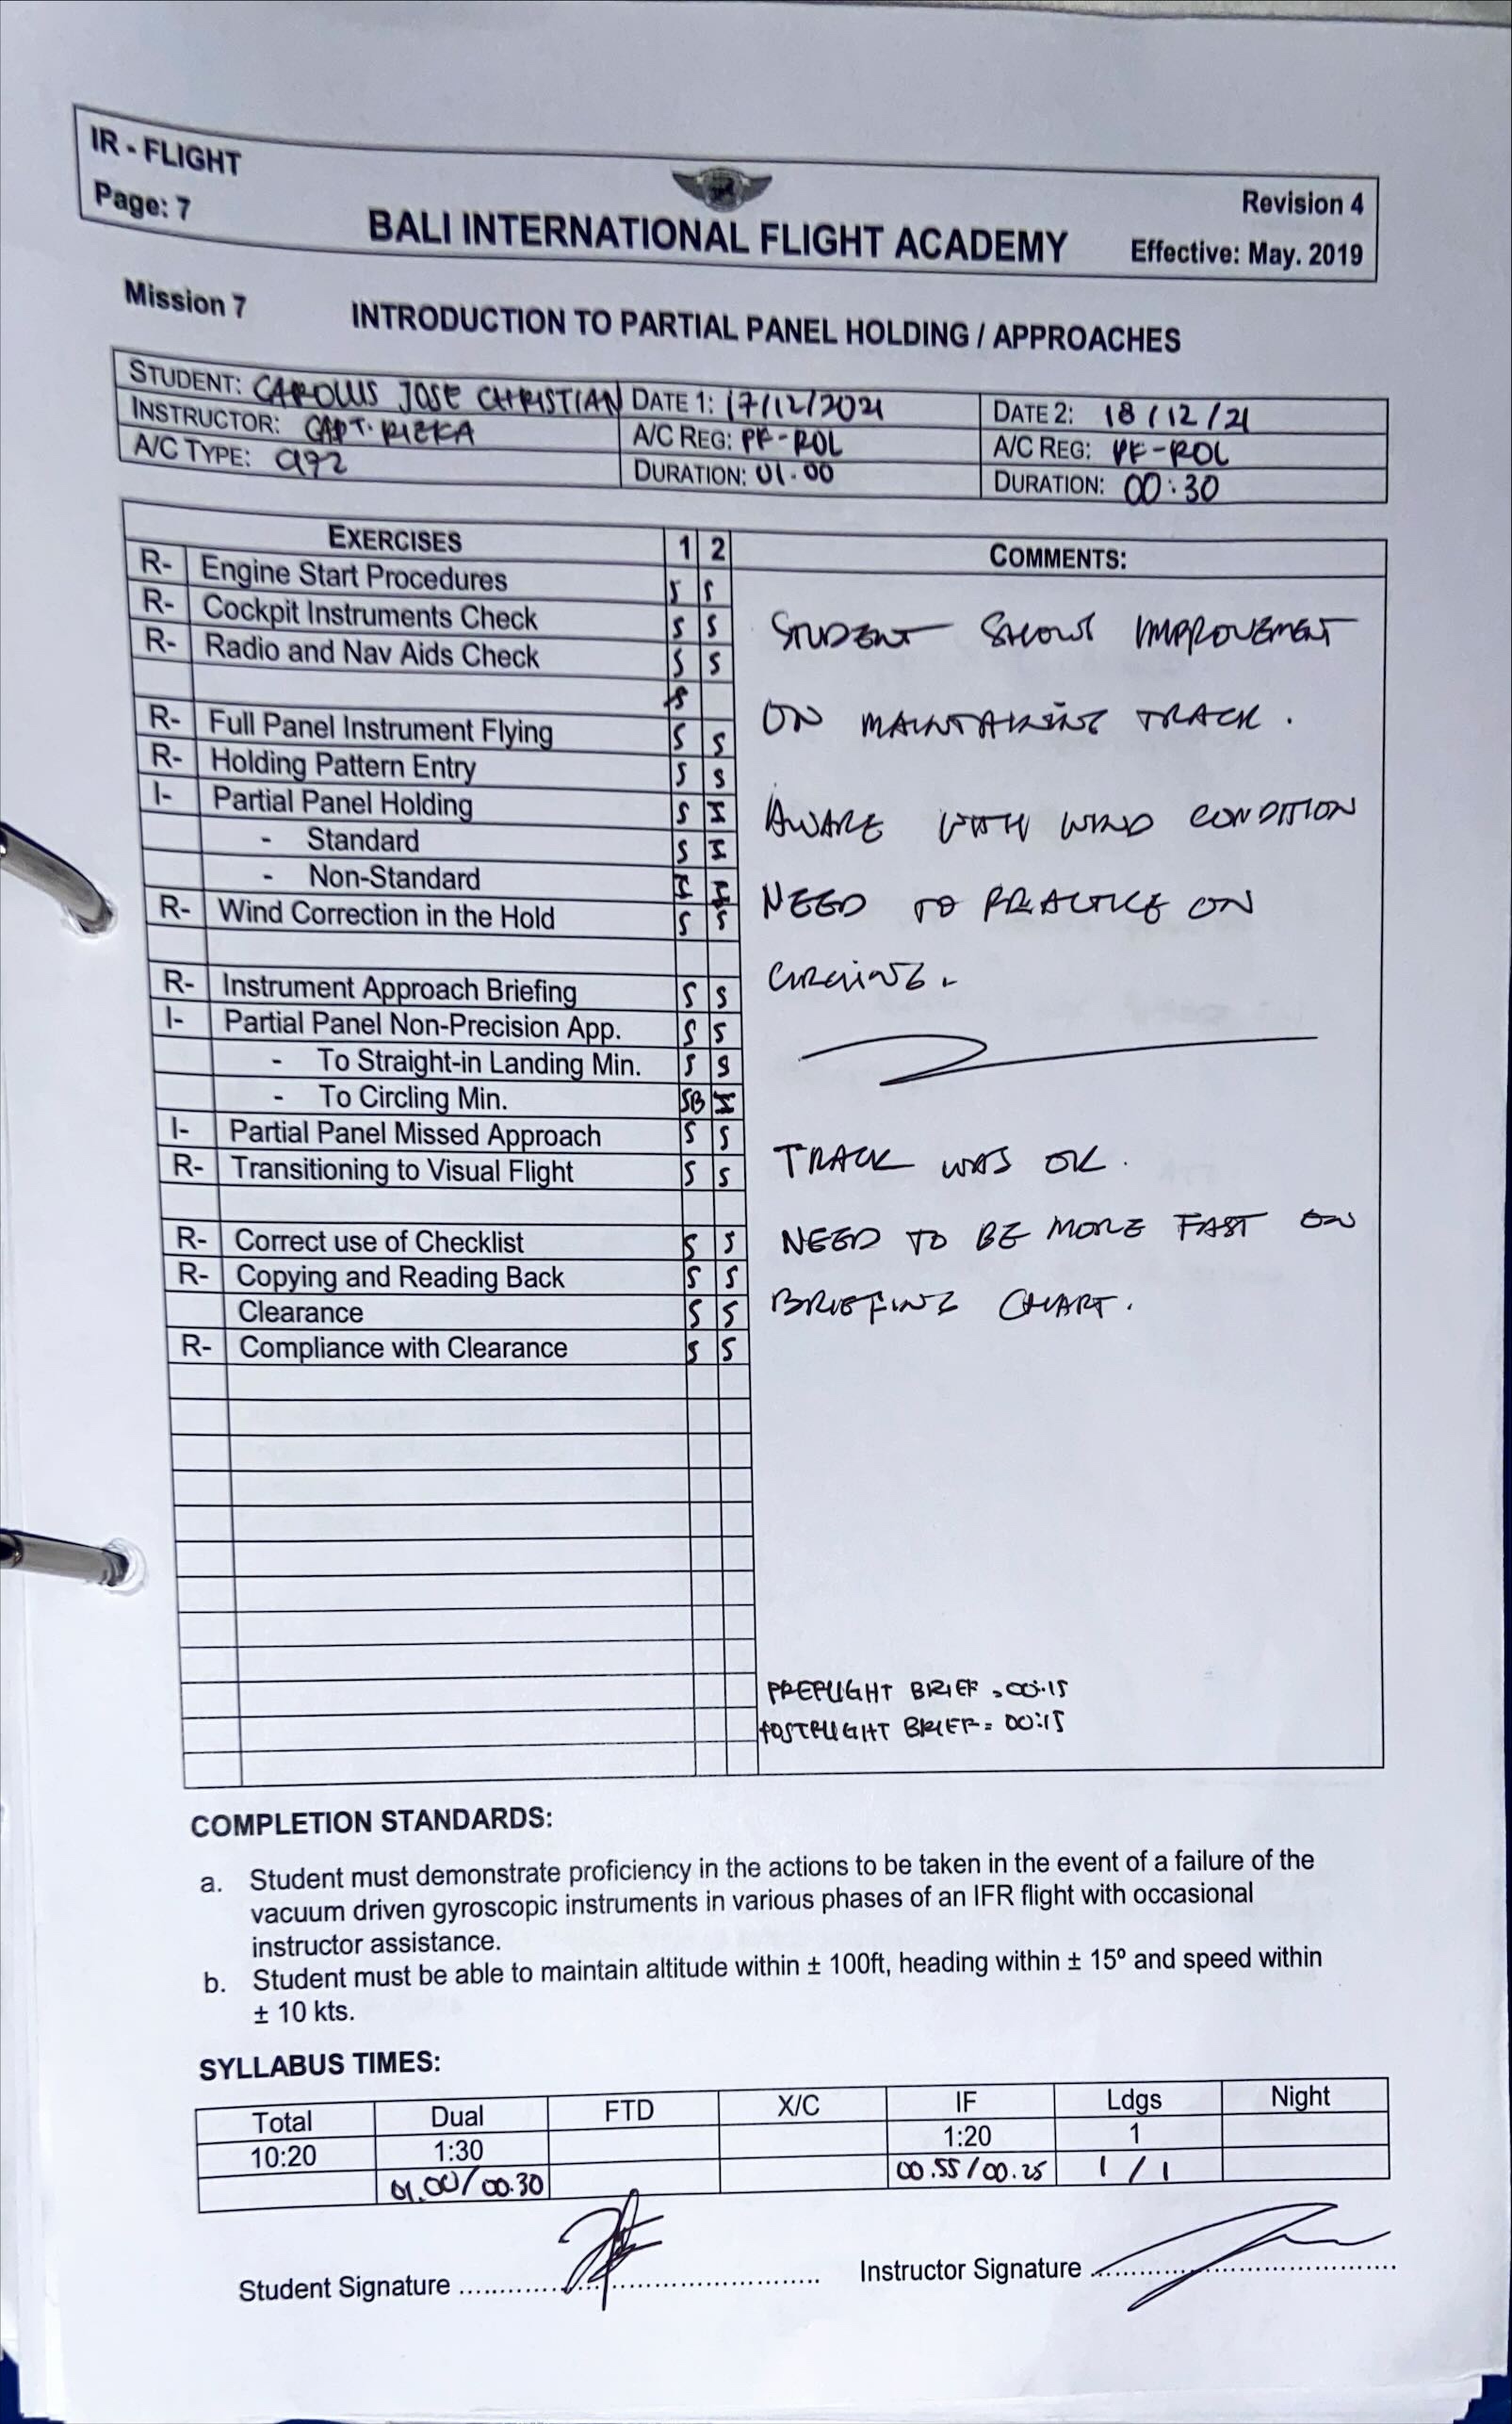 IR - FLIGHT
Page: 7
BALI INTERNATIONAL FLIGHT ACADEMY
Revision 4
Effective: May. 2019
Mission 7 INTRODUCTION TO PARTIAL PANEL HOLDING / APPROACHES
STUDENT: CAROLUS JOSE CHRISTIAN DATE 1: 17/12/2021 DATE 2: 18/12/21
INSTRUCTOR: CAPT. RIZKA A/C REG: PK-ROL A/C REG: PK-ROL
A/C TYPE: C172 DURATION: 01.00 DURATION: 00:30
EXERCISES 1 2 COMMENTS:
R- Engine Start Procedures S S
R- Cockpit Instruments Check S S
R- Radio and Nav Aids Check S S
R- Full Panel Instrument Flying S S
R- Holding Pattern Entry S S
I- Partial Panel Holding S I
- Standard S I
- Non-Standard I I
R- Wind Correction in the Hold S S
R- Instrument Approach Briefing S S
I- Partial Panel Non-Precision App. S S
- To Straight-in Landing Min. S S
- To Circling Min. SB I
I- Partial Panel Missed Approach S S
R- Transitioning to Visual Flight S S
R- Correct use of Checklist S S
R- Copying and Reading Back S S
Clearance S S
R- Compliance with Clearance S S
STUDENT SHOWS IMPROVEMENT
ON MAINTAINING TRACK.
AWARE WITH WIND CONDITION
NEED TO PRACTICE ON
CIRCLING.
TRACK WAS OK.
NEED TO BE MORE FAST ON
BRIEFING CHART.
PREFLIGHT BRIEF = 00:15
POSTFLIGHT BRIEF = 00:15
COMPLETION STANDARDS:
a. Student must demonstrate proficiency in the actions to be taken in the event of a failure of the
vacuum driven gyroscopic instruments in various phases of an IFR flight with occasional
instructor assistance.
b. Student must be able to maintain altitude within ± 100ft, heading within ± 15º and speed within
± 10 kts.
SYLLABUS TIMES:
Total Dual FTD X/C IF Ldgs Night
10:20 1:30 1:20 1
01.00/00.30 00.55/00.25 1/1
Student Signature Instructor Signature